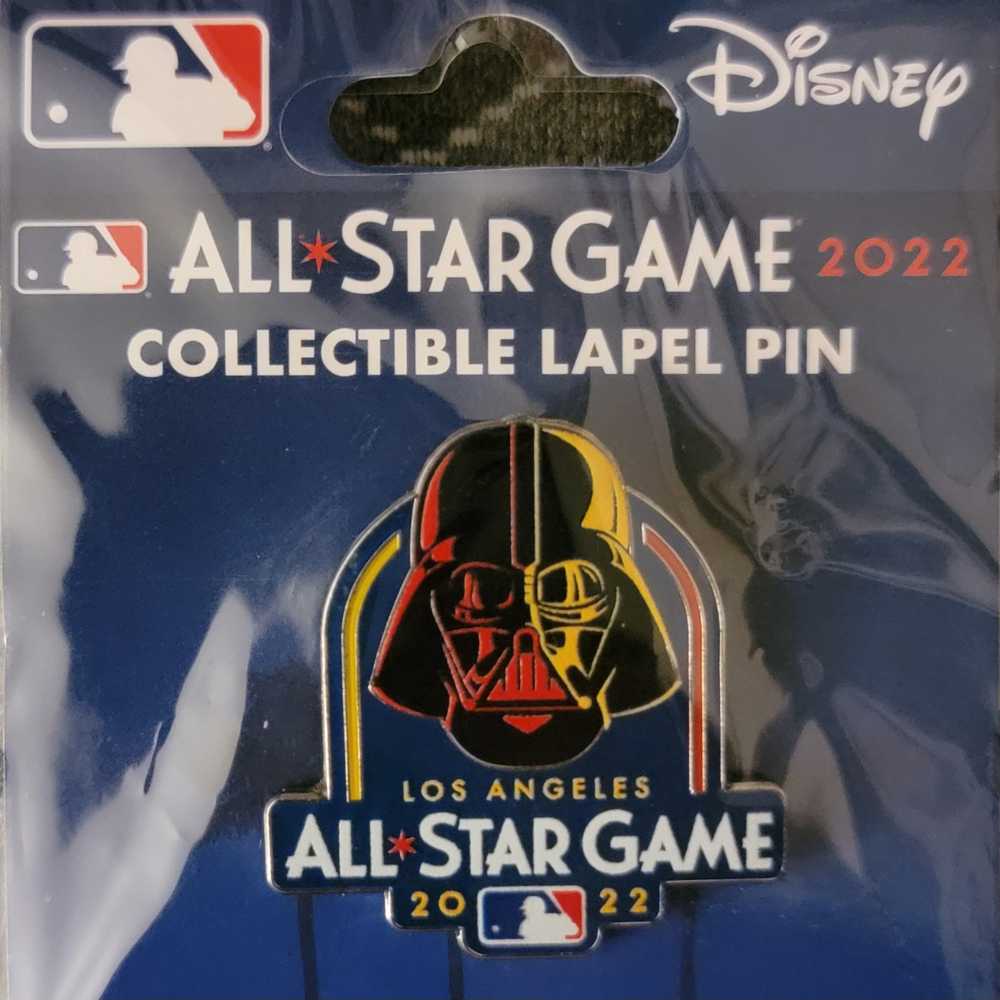 Disney
ALL★STAR GAME 2022
COLLECTIBLE LAPEL PIN
LOS ANGELES
ALL★STAR GAME
20 22